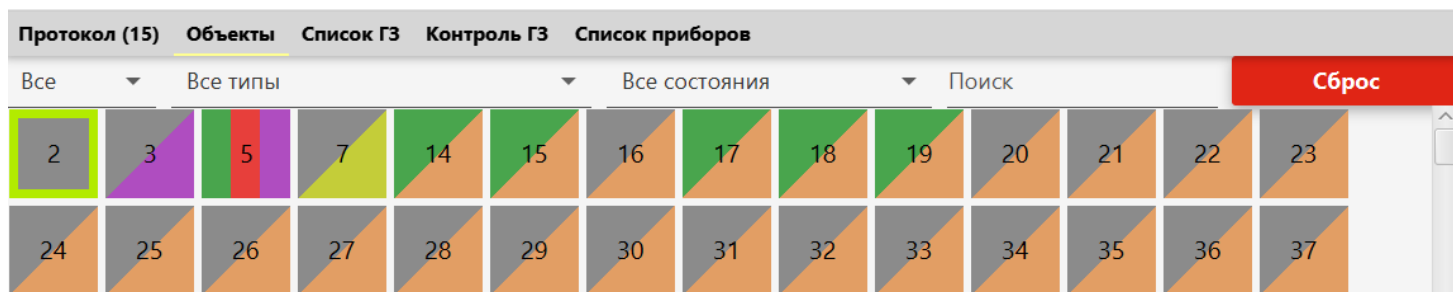 Протокол (15) Объекты Список ГЗ Контроль ГЗ Список приборов
Все Все типы Все состояния Поиск Сброс
2 3 5 7 14 15 16 17 18 19 20 21 22 23
24 25 26 27 28 29 30 31 32 33 34 35 36 37